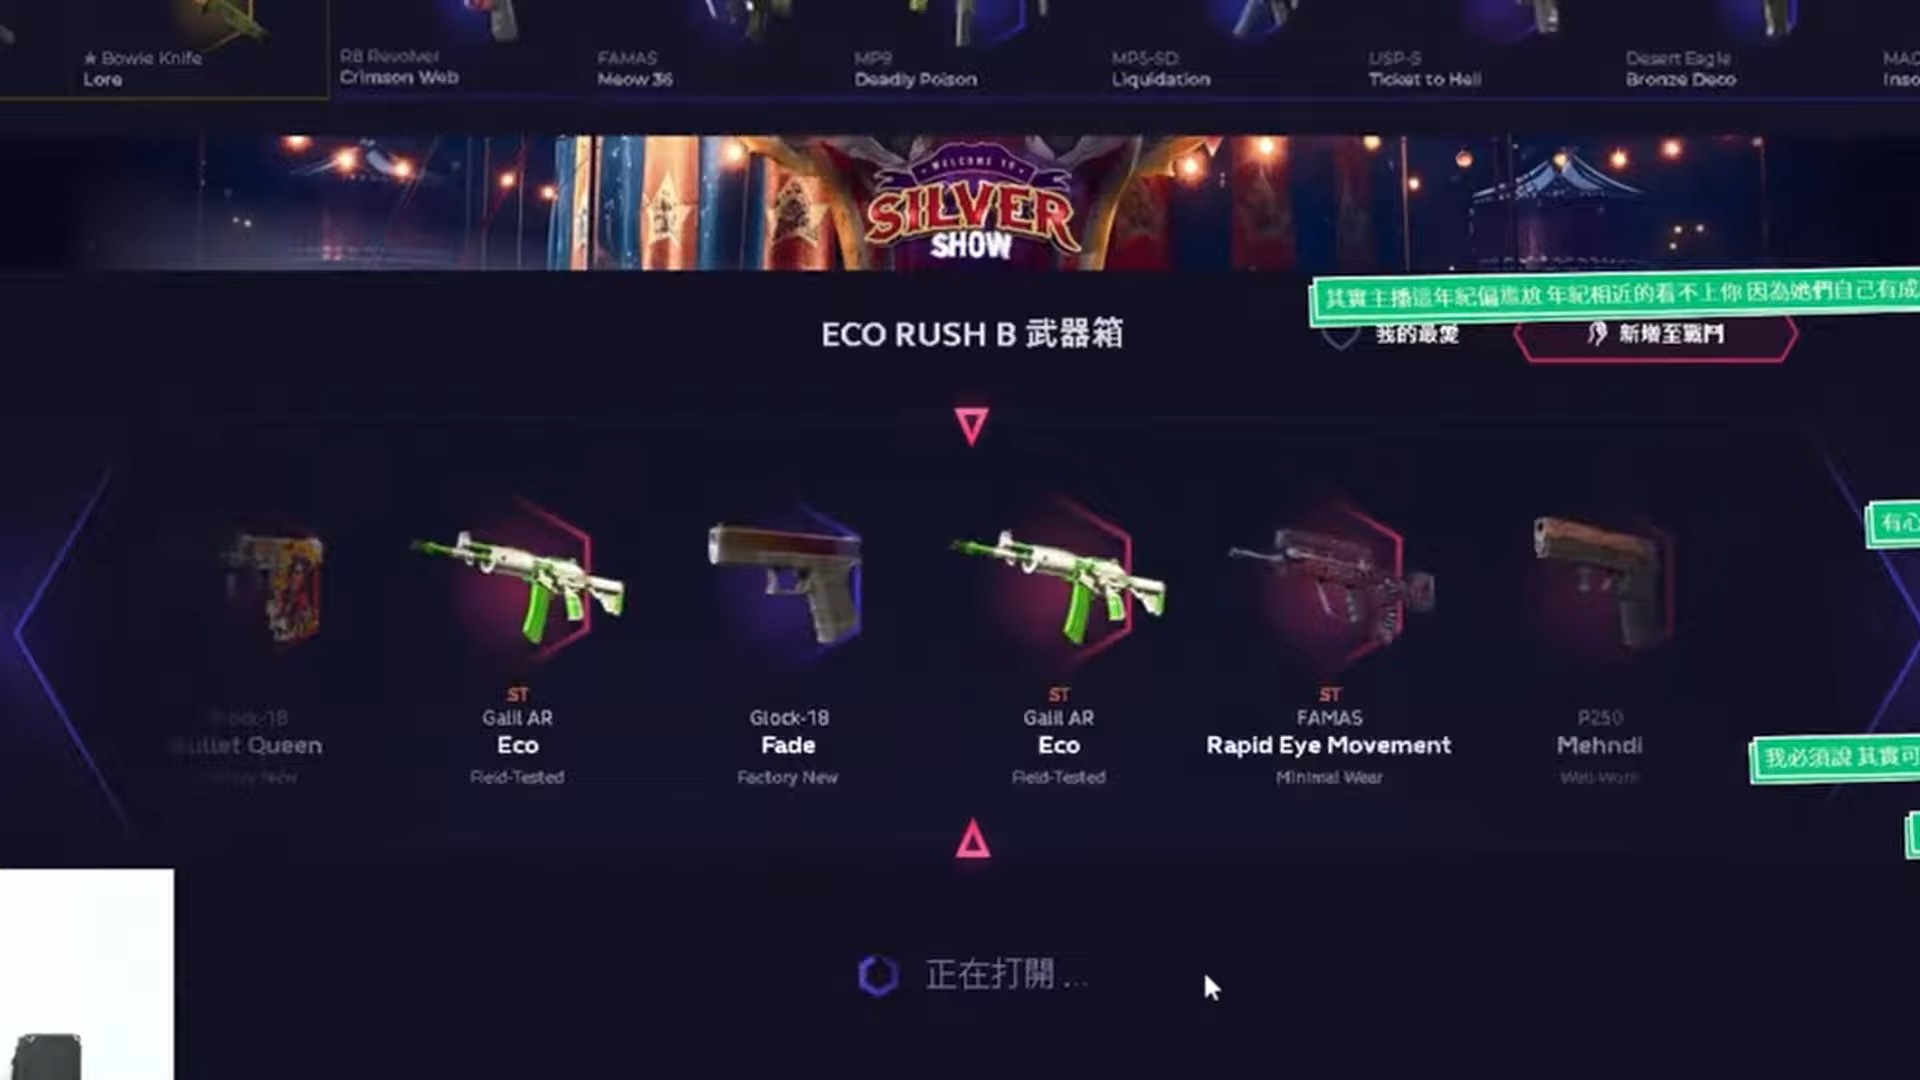 ★ Bowie Knife
Lore
R8 Revolver
Crimson Web
FAMAS
Meow 36
MP9
Deadly Poison
MP5-SD
Liquidation
USP-S
Ticket to Hell
Desert Eagle
Bronze Deco
WELCOME TO
SILVER
SHOW
其實主播這年紀偏尷尬 年紀相近的看不上你 因為她們自己有成
ECO RUSH B 武器箱
我的最愛
新增至戰鬥
有心
Bullet Queen
ST
Galil AR
Eco
Field-Tested
Glock-18
Fade
Factory New
ST
Galil AR
Eco
Field-Tested
ST
FAMAS
Rapid Eye Movement
Minimal Wear
P250
Mehndi
Well-Worn
我必須說 其實可
正在打開 ...